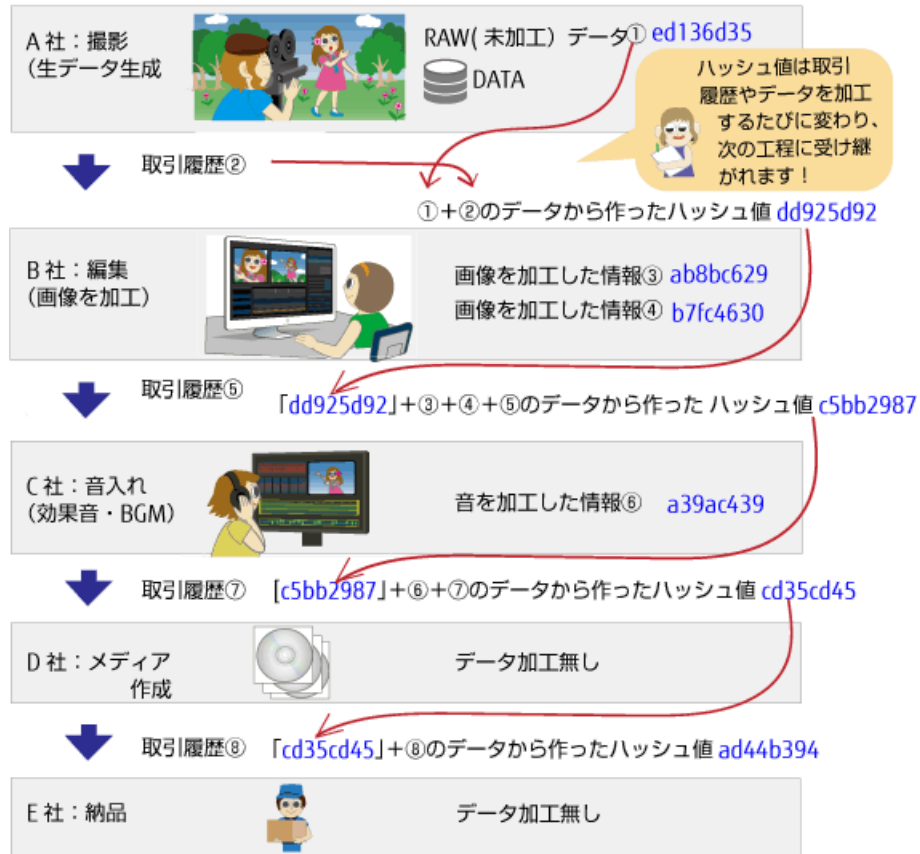 A社：撮影
（生データ生成
RAW( 未加工）データ① ed136d35
DATA
ハッシュ値は取引
履歴やデータを加工
するたびに変わり、
次の工程に受け継
がれます！
取引履歴②
①＋②のデータから作ったハッシュ値 dd925d92
B社：編集
（画像を加工）
画像を加工した情報③ ab8bc629
画像を加工した情報④ b7fc4630
取引履歴⑤
「dd925d92」＋③＋④＋⑤のデータから作った ハッシュ値 c5bb2987
C社：音入れ
（効果音・BGM）
音を加工した情報⑥ a39ac439
取引履歴⑦
[c5bb2987」＋⑥＋⑦のデータから作ったハッシュ値 cd35cd45
D社：メディア
作成
データ加工無し
取引履歴⑧
「cd35cd45」＋⑧のデータから作ったハッシュ値 ad44b394
E社：納品
データ加工無し